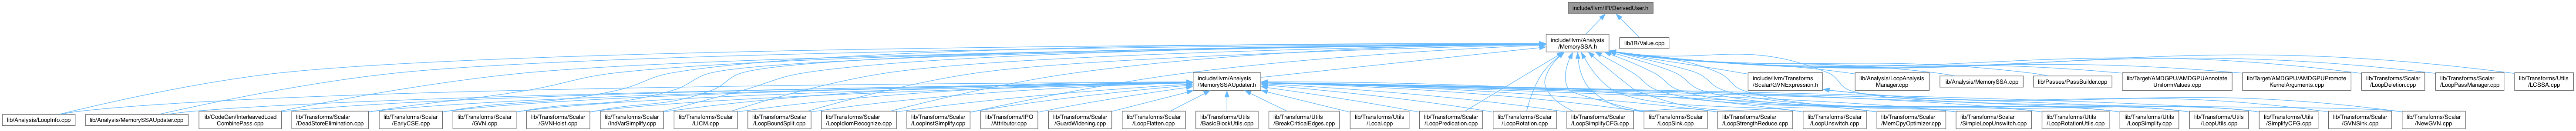 include/llvm/IR/DerivedUser.h
include/llvm/Analysis
/MemorySSA.h
lib/IR/Value.cpp
include/llvm/Analysis
/MemorySSAUpdater.h
include/llvm/Transforms
/Scalar/GVNExpression.h
lib/Analysis/LoopAnalysis
Manager.cpp
lib/Analysis/MemorySSA.cpp
lib/Passes/PassBuilder.cpp
lib/Target/AMDGPU/AMDGPUAnnotate
UniformValues.cpp
lib/Target/AMDGPU/AMDGPUPromote
KernelArguments.cpp
lib/Transforms/Scalar
/LoopDeletion.cpp
lib/Transforms/Scalar
/LoopPassManager.cpp
lib/Transforms/Utils
/LCSSA.cpp
lib/Analysis/LoopInfo.cpp
lib/Analysis/MemorySSAUpdater.cpp
lib/CodeGen/InterleavedLoad
CombinePass.cpp
lib/Transforms/Scalar
/DeadStoreElimination.cpp
lib/Transforms/Scalar
/EarlyCSE.cpp
lib/Transforms/Scalar
/GVN.cpp
lib/Transforms/Scalar
/GVNHoist.cpp
lib/Transforms/Scalar
/IndVarSimplify.cpp
lib/Transforms/Scalar
/LICM.cpp
lib/Transforms/Scalar
/LoopBoundSplit.cpp
lib/Transforms/Scalar
/LoopIdiomRecognize.cpp
lib/Transforms/Scalar
/LoopInstSimplify.cpp
lib/Transforms/IPO
/Attributor.cpp
lib/Transforms/Scalar
/GuardWidening.cpp
lib/Transforms/Scalar
/LoopFlatten.cpp
lib/Transforms/Utils
/BasicBlockUtils.cpp
lib/Transforms/Utils
/BreakCriticalEdges.cpp
lib/Transforms/Utils
/Local.cpp
lib/Transforms/Scalar
/LoopPredication.cpp
lib/Transforms/Scalar
/LoopRotation.cpp
lib/Transforms/Scalar
/LoopSimplifyCFG.cpp
lib/Transforms/Scalar
/LoopSink.cpp
lib/Transforms/Scalar
/LoopStrengthReduce.cpp
lib/Transforms/Scalar
/LoopUnswitch.cpp
lib/Transforms/Scalar
/MemCpyOptimizer.cpp
lib/Transforms/Scalar
/SimpleLoopUnswitch.cpp
lib/Transforms/Utils
/LoopRotationUtils.cpp
lib/Transforms/Utils
/LoopSimplify.cpp
lib/Transforms/Utils
/LoopUtils.cpp
lib/Transforms/Utils
/SimplifyCFG.cpp
lib/Transforms/Scalar
/GVNSink.cpp
lib/Transforms/Scalar
/NewGVN.cpp